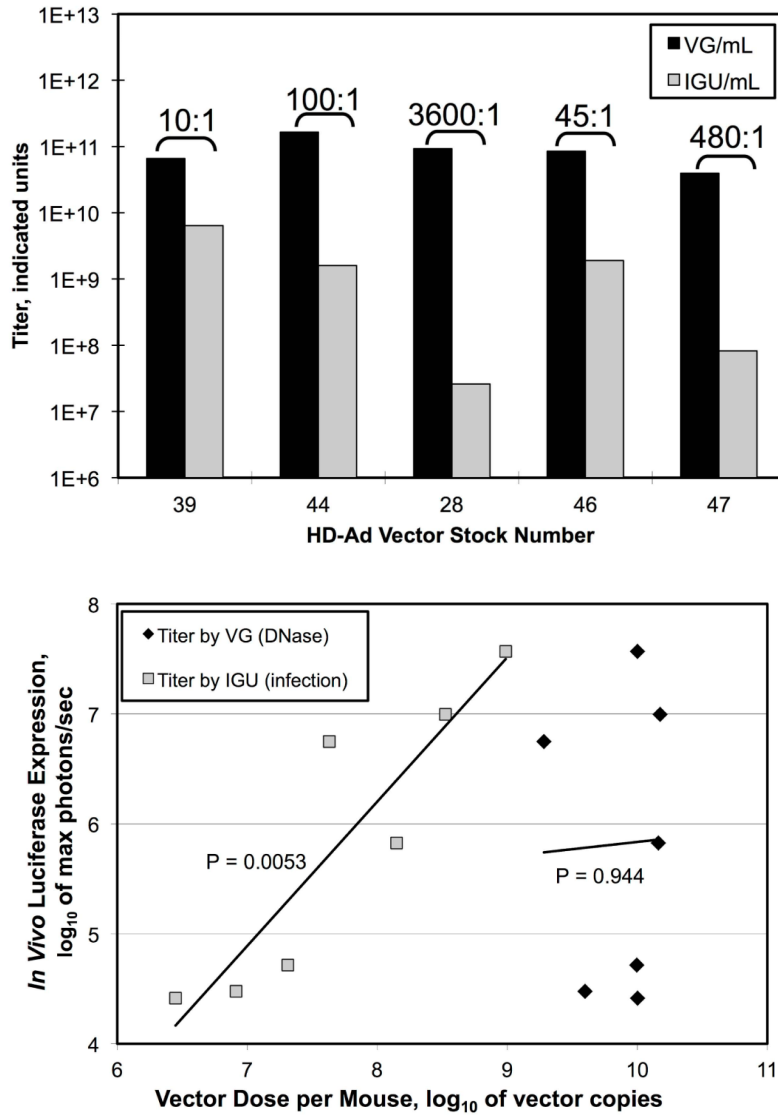 1E+13
1E+12
1E+11
1E+10
1E+9
1E+8
1E+7
1E+6
Titer, indicated units
VG/mL
IGU/mL
10:1
100:1
3600:1
45:1
480:1
39
44
28
46
47
HD-Ad Vector Stock Number
8
7
6
5
4
In Vivo Luciferase Expression,
log10 of max photons/sec
Titer by VG (DNase)
Titer by IGU (infection)
P = 0.0053
P = 0.944
6
7
8
9
10
11
Vector Dose per Mouse, log10 of vector copies